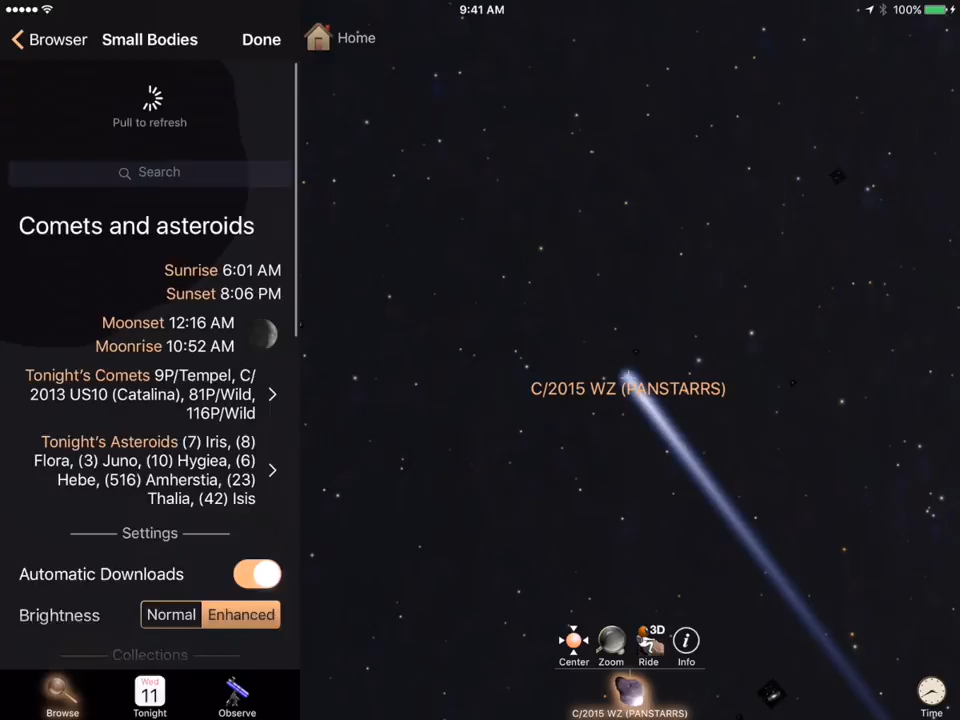 9:41 AM
100%
Browser
Small Bodies
Done
Home
Pull to refresh
Search
Comets and asteroids
Sunrise 6:01 AM
Sunset 8:06 PM
Moonset 12:16 AM
Moonrise 10:52 AM
Tonight's Comets 9P/Tempel, C/
2013 US10 (Catalina), 81P/Wild,
116P/Wild
Tonight's Asteroids (7) Iris, (8)
Flora, (3) Juno, (10) Hygiea, (6)
Hebe, (516) Amherstia, (23)
Thalia, (42) Isis
Settings
Automatic Downloads
Brightness
Normal
Enhanced
Collections
Browse
Wed
11
Tonight
Observe
C/2015 WZ (PANSTARRS)
Center
Zoom
3D
Ride
i
Info
C/2015 WZ (PANSTARRS)
Time